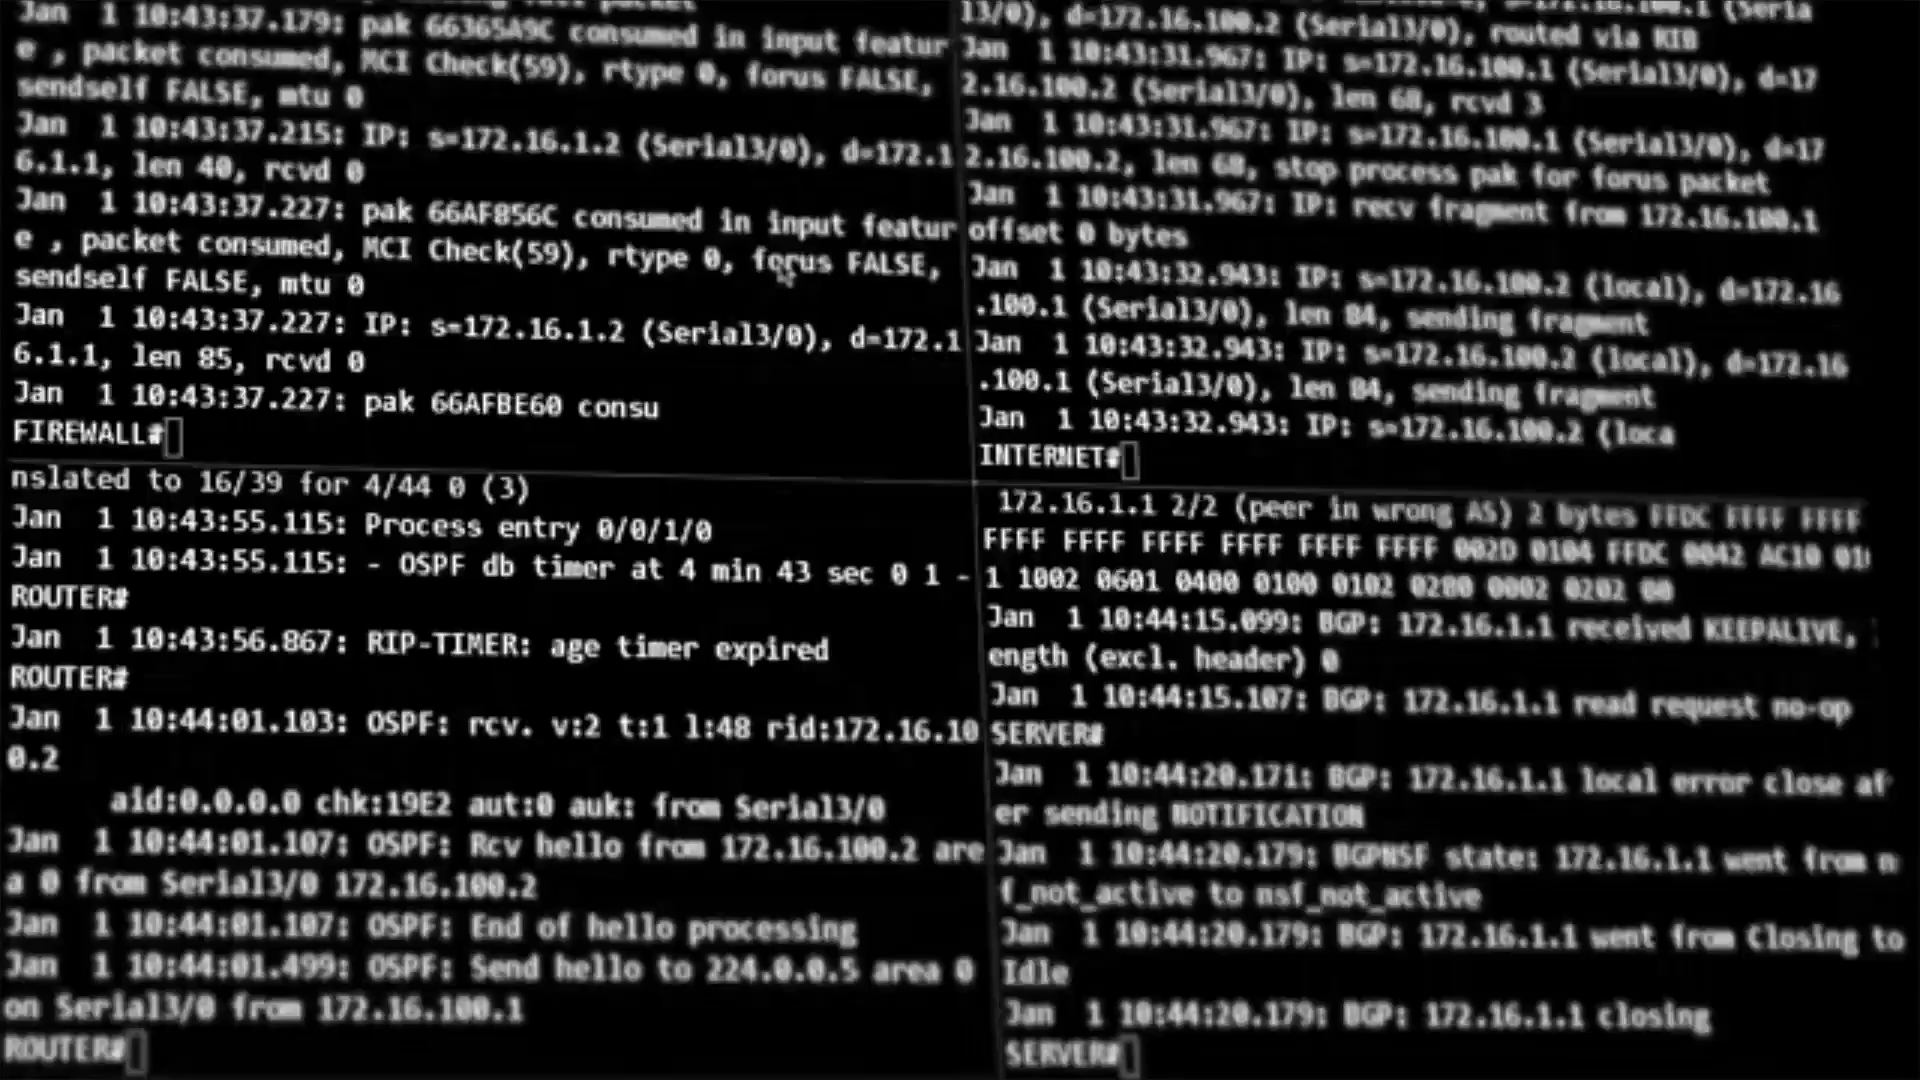 Jan  1 10:43:37.179: pak 66365A9C consumed in input featur
e , packet consumed, MCI Check(59), rtype 0, forus FALSE,
sendself FALSE, mtu 0
Jan  1 10:43:37.215: IP: s=172.16.1.2 (Serial3/0), d=172.1
6.1.1, len 40, rcvd 0
Jan  1 10:43:37.227: pak 66AF856C consumed in input featur
e , packet consumed, MCI Check(59), rtype 0, forus FALSE,
sendself FALSE, mtu 0
Jan  1 10:43:37.227: IP: s=172.16.1.2 (Serial3/0), d=172.1
6.1.1, len 85, rcvd 0
Jan  1 10:43:37.227: pak 66AFBE60 consu
FIREWALL#
13/0), d=172.16.100.2 (Serial3/0), routed via RIB
Jan  1 10:43:31.967: IP: s=172.16.100.1 (Serial3/0), d=17
2.16.100.2 (Serial3/0), len 68, rcvd 3
Jan  1 10:43:31.967: IP: s=172.16.100.1 (Serial3/0), d=17
2.16.100.2, len 68, stop process pak for forus packet
Jan  1 10:43:31.967: IP: recv fragment from 172.16.100.1
offset 0 bytes
Jan  1 10:43:32.943: IP: s=172.16.100.2 (local), d=172.16
.100.1 (Serial3/0), len 84, sending fragment
Jan  1 10:43:32.943: IP: s=172.16.100.2 (local), d=172.16
.100.1 (Serial3/0), len 84, sending fragment
Jan  1 10:43:32.943: IP: s=172.16.100.2 (loca
INTERNET#
nslated to 16/39 for 4/44 0 (3)
Jan  1 10:43:55.115: Process entry 0/0/1/0
Jan  1 10:43:55.115: - OSPF db timer at 4 min 43 sec 0 1 -
ROUTER#
Jan  1 10:43:56.867: RIP-TIMER: age timer expired
ROUTER#
Jan  1 10:44:01.103: OSPF: rcv. v:2 t:1 l:48 rid:172.16.10
0.2
aid:0.0.0.0 chk:19E2 aut:0 auk: from Serial3/0
Jan  1 10:44:01.107: OSPF: Rcv hello from 172.16.100.2 are
a 0 from Serial3/0 172.16.100.2
Jan  1 10:44:01.107: OSPF: End of hello processing
Jan  1 10:44:01.499: OSPF: Send hello to 224.0.0.5 area 0
on Serial3/0 from 172.16.100.1
ROUTER#
172.16.1.1 2/2 (peer in wrong AS) 2 bytes FFDC FFFF FFFF
FFFF FFFF FFFF FFFF FFFF FFFF 002D 0104 FFDC 0042 AC10 01
1 1002 0601 0400 0100 0102 0280 0002 0202 00
Jan  1 10:44:15.099: BGP: 172.16.1.1 received KEEPALIVE,
ength (excl. header) 0
Jan  1 10:44:15.107: BGP: 172.16.1.1 read request no-op
SERVER#
Jan  1 10:44:20.171: BGP: 172.16.1.1 local error close af
er sending NOTIFICATION
Jan  1 10:44:20.179: BGPNSF state: 172.16.1.1 went from n
f_not_active to nsf_not_active
Jan  1 10:44:20.179: BGP: 172.16.1.1 went from Closing to
Idle
Jan  1 10:44:20.179: BGP: 172.16.1.1 closing
SERVER#